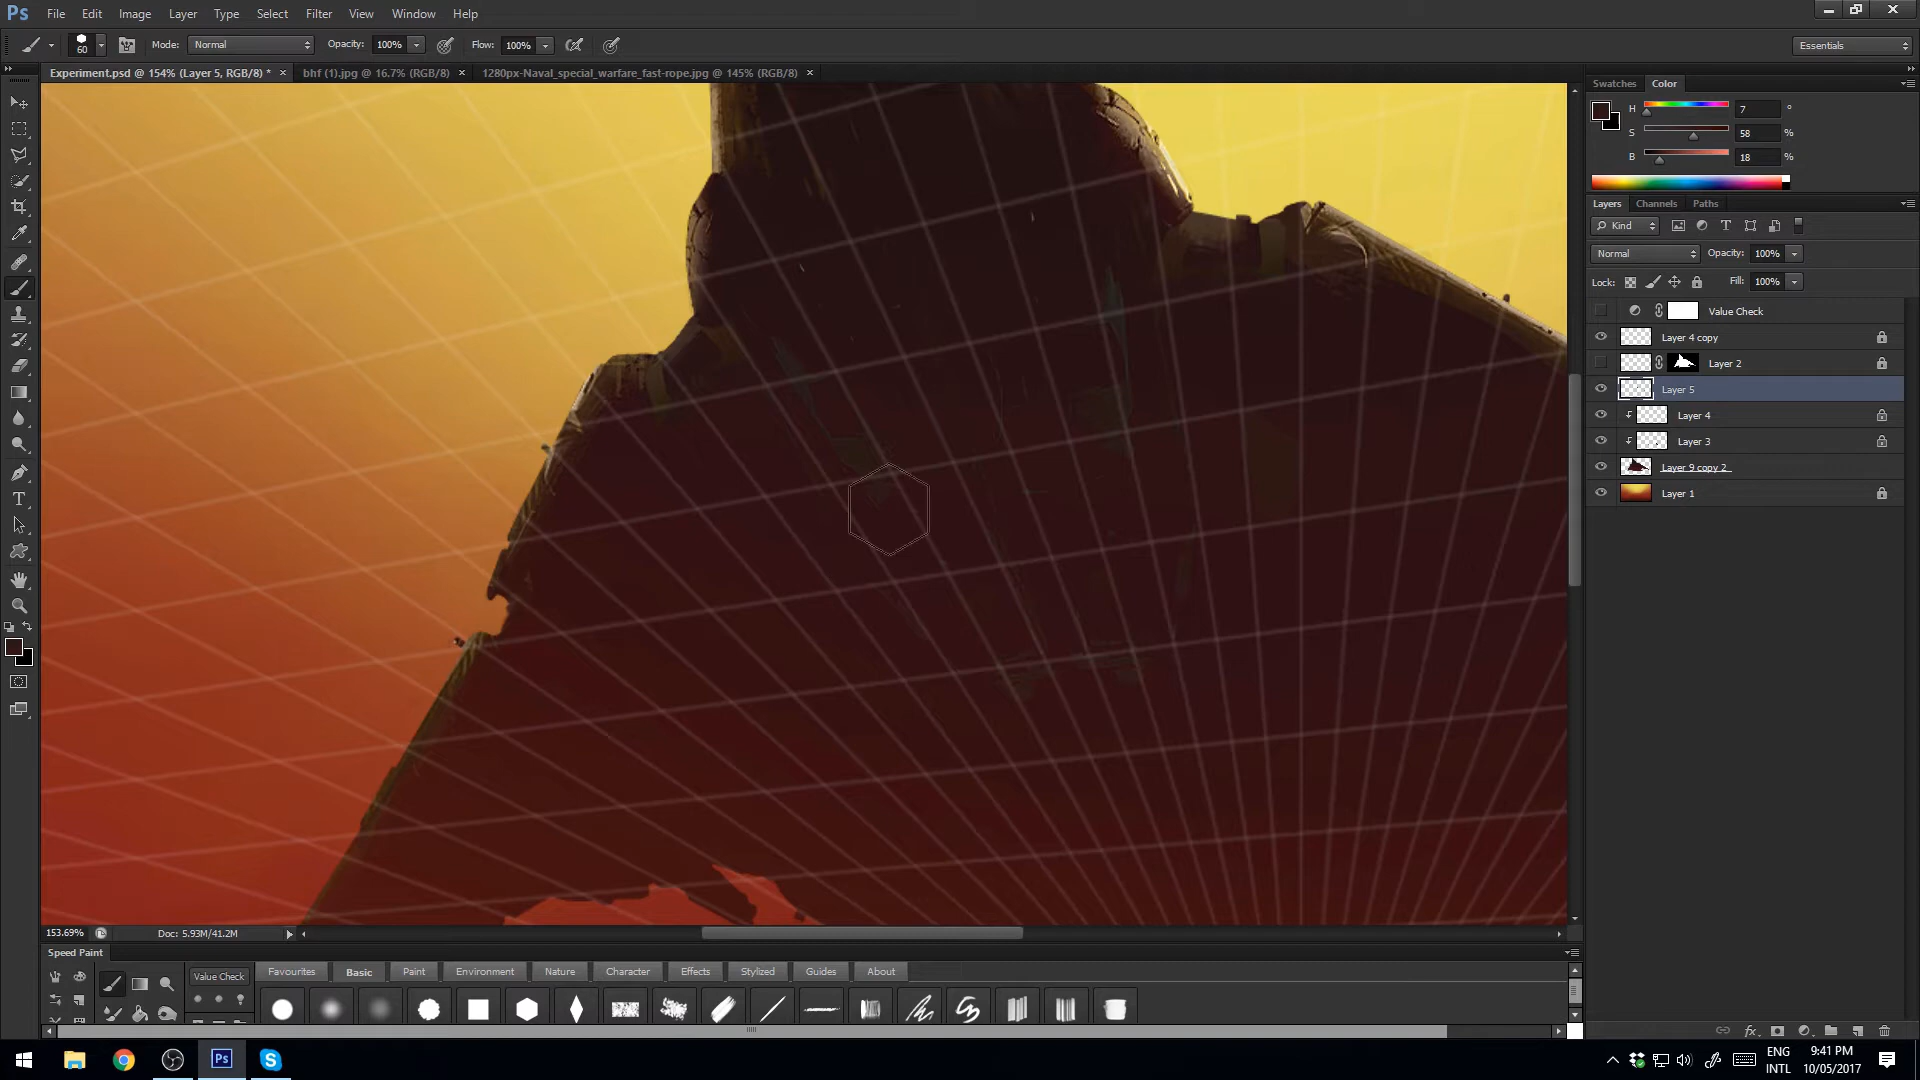 Ps File Edit Image Layer Type Select Filter View Window Help
60 Mode: Normal Opacity: 100% Flow: 100% Essentials
Experiment.psd @ 154% (Layer 5, RGB/8) * × bhf (1).jpg @ 16.7% (RGB/8) × 1280px-Naval_special_warfare_fast-rope.jpg @ 145% (RGB/8) ×
Swatches Color
H 7 °
S 58 %
B 18 %
Layers Channels Paths
Kind
Normal Opacity: 100%
Lock: Fill: 100%
Value Check
Layer 4 copy
Layer 2
Layer 5
Layer 4
Layer 3
Layer 9 copy 2
Layer 1
153.69% Doc: 5.93M/41.2M
Speed Paint
Value Check Favourites Basic Paint Environment Nature Character Effects Stylized Guides About
Ps
ENG 9:41 PM
INTL 10/05/2017